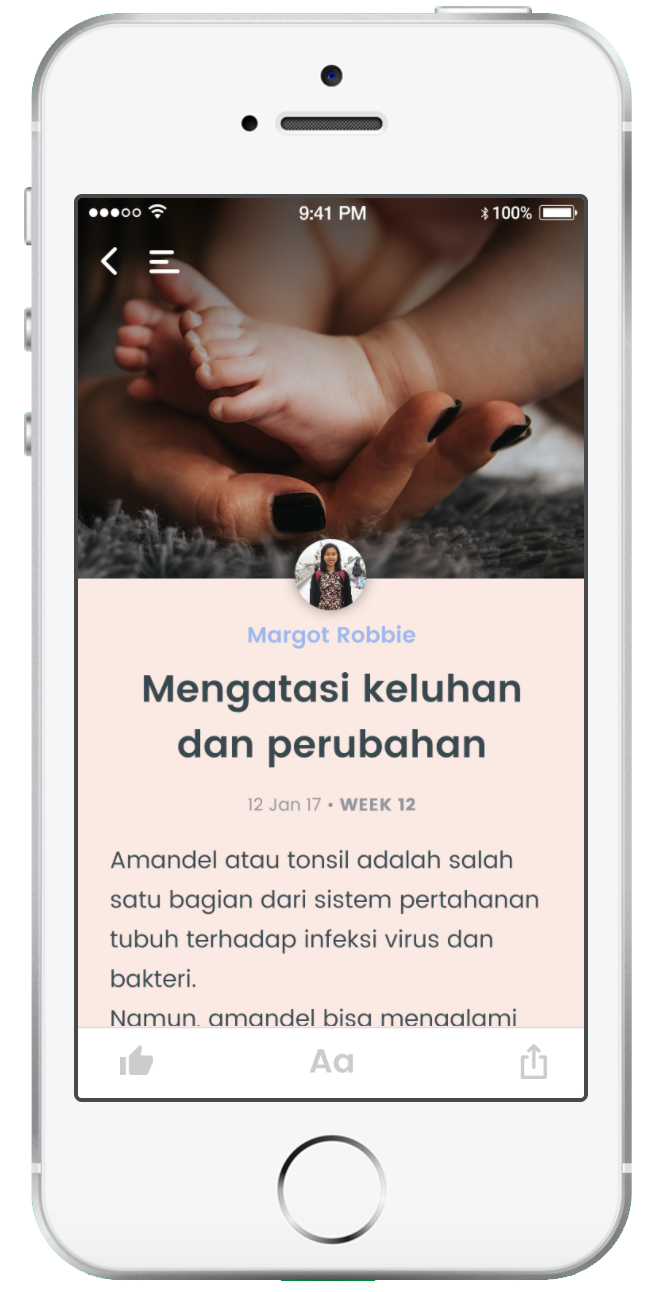 9:41 PM
100%
Margot Robbie
Mengatasi keluhan
dan perubahan
12 Jan 17 • WEEK 12
Amandel atau tonsil adalah salah
satu bagian dari sistem pertahanan
tubuh terhadap infeksi virus dan
bakteri.
Namun, amandel bisa mengalami
Aa